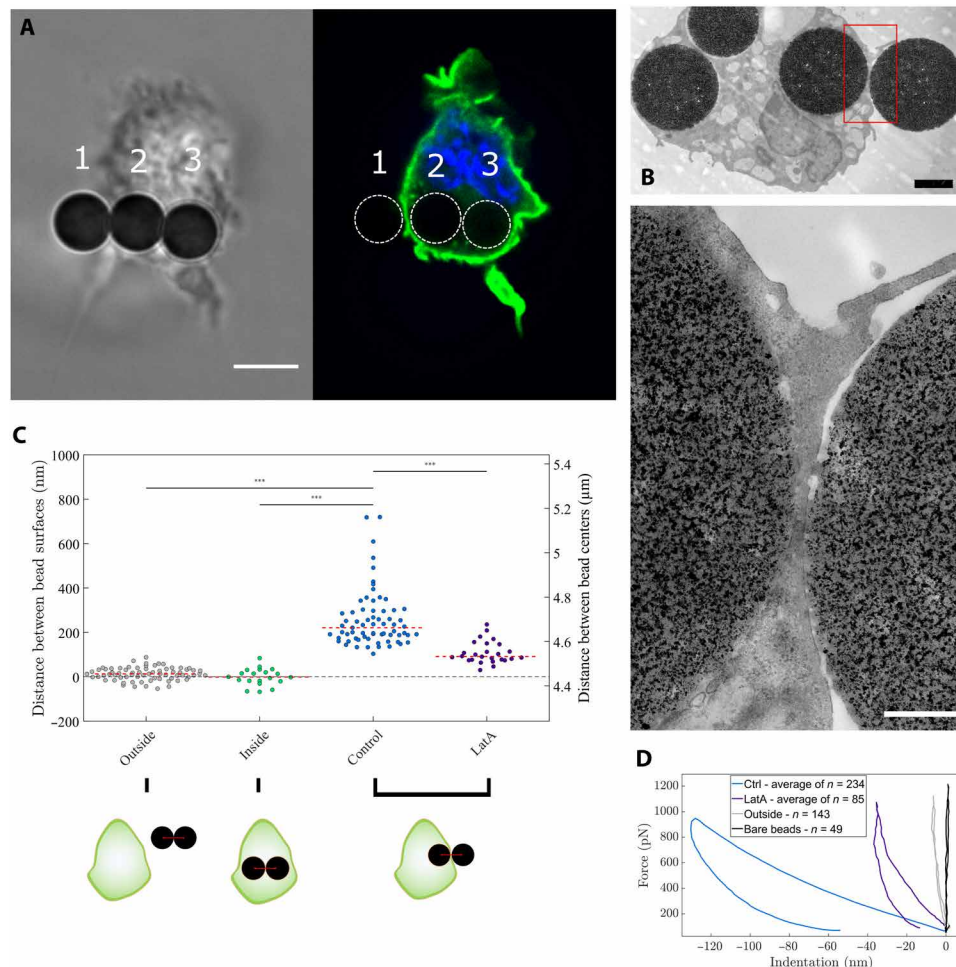 A
1 2 3
1 2 3
B
C
Distance between bead surfaces (nm)
1000
800
600
400
200
0
−200
***
***
***
5.4
5.2
5
4.8
4.6
4.4
Distance between bead centers (μm)
Outside
Inside
Control
LatA
D
Force (pN)
1200
1000
800
600
400
200
Ctrl - average of n = 234
LatA - average of n = 85
Outside - n = 143
Bare beads - n = 49
−120 −100 −80 −60 −40 −20 0
Indentation (nm)